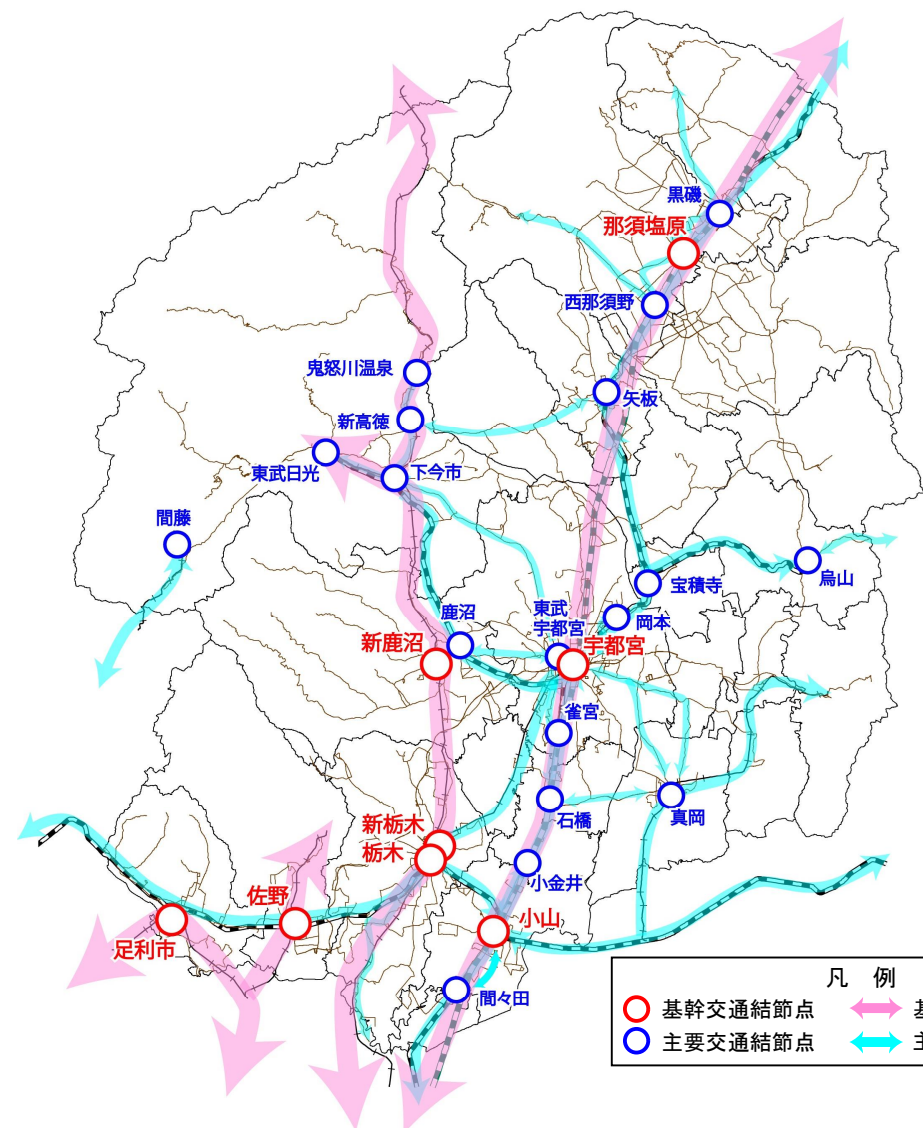 黒磯
那須塩原
西那須野
鬼怒川温泉
矢板
新高徳
東武日光
下今市
間藤
烏山
宝積寺
岡本
東武
宇都宮
宇都宮
鹿沼
新鹿沼
雀宮
石橋
真岡
新栃木
栃木
小金井
佐野
小山
足利市
間々田
凡 例
基幹交通結節点
基
主要交通結節点
主